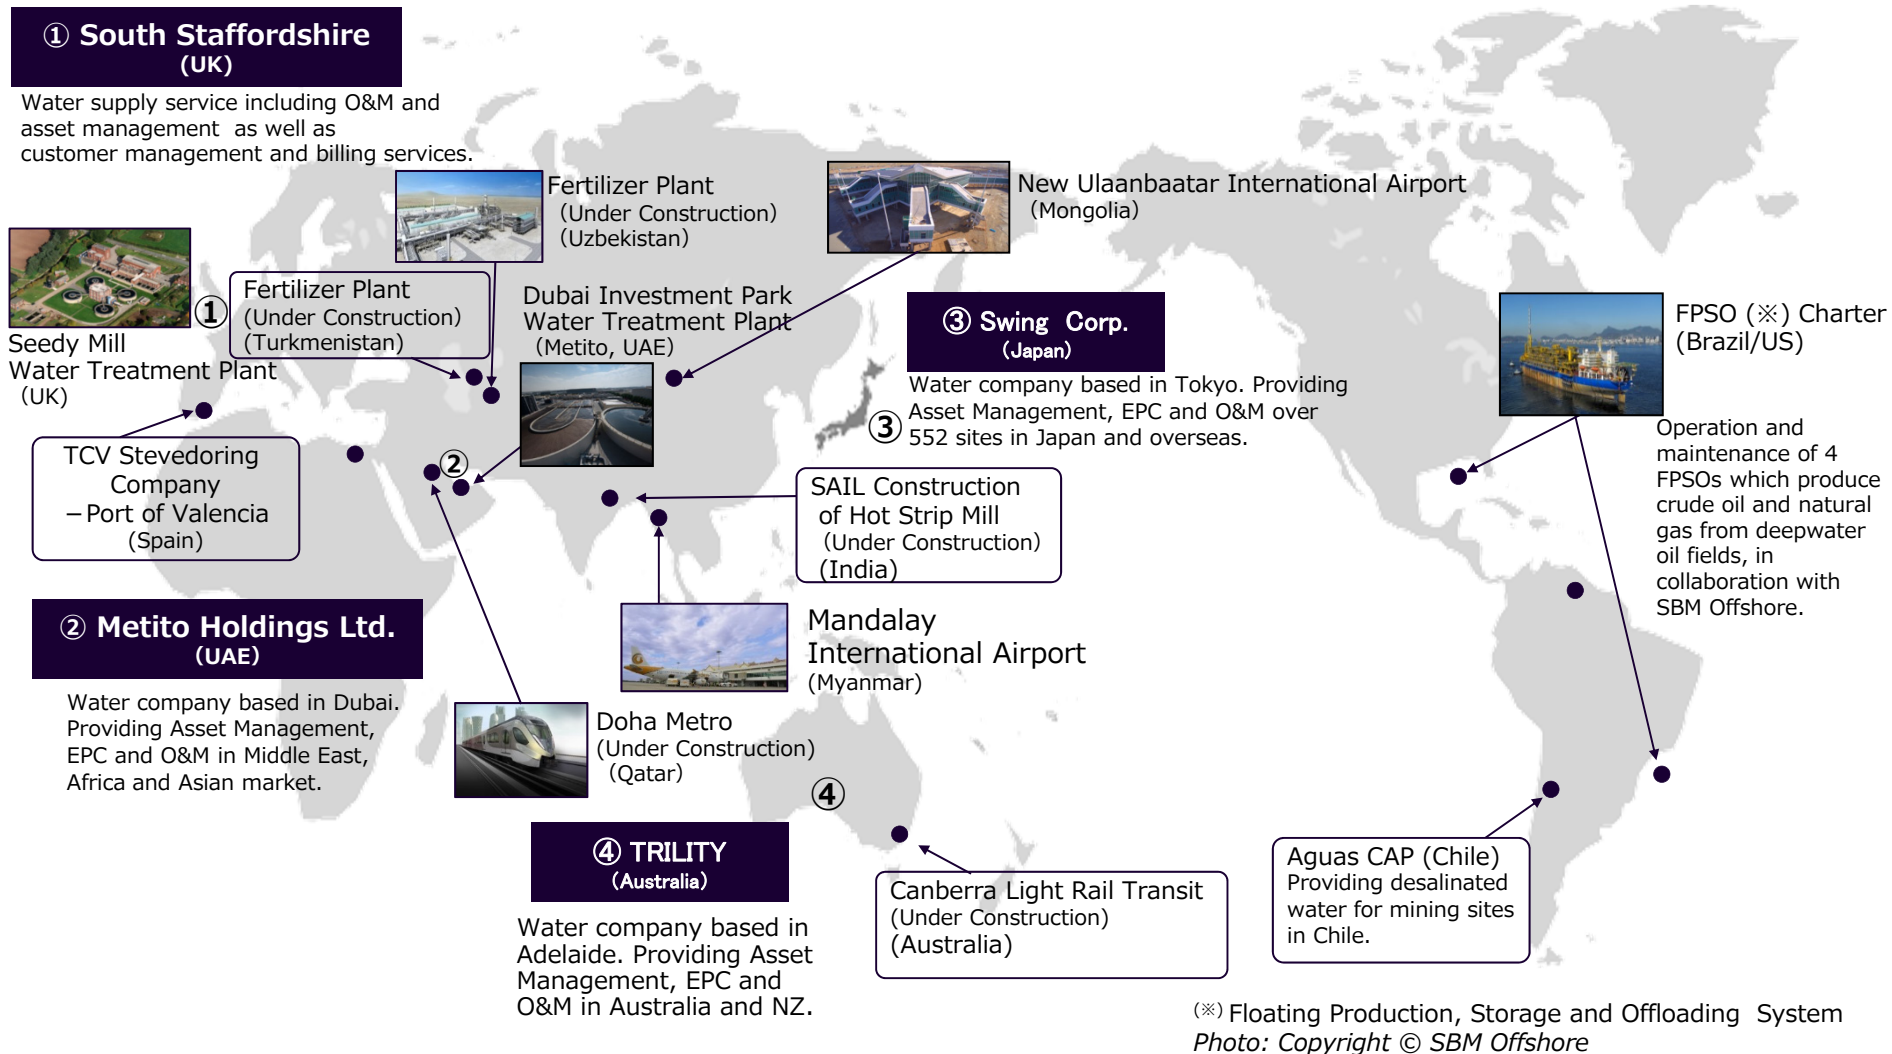 ① South Staffordshire
(UK)
Water supply service including O&M and
asset management as well as
customer management and billing services.
Fertilizer Plant
(Under Construction)
(Uzbekistan)
New Ulaanbaatar International Airport
(Mongolia)
Seedy Mill
Water Treatment Plant
(UK)
①
Fertilizer Plant
(Under Construction)
(Turkmenistan)
Dubai Investment Park
Water Treatment Plant
(Metito, UAE)
③ Swing Corp.
(Japan)
Water company based in Tokyo. Providing
Asset Management, EPC and O&M over
552 sites in Japan and overseas.
③
FPSO (※) Charter
(Brazil/US)
Operation and
maintenance of 4
FPSOs which produce
crude oil and natural
gas from deepwater
oil fields, in
collaboration with
SBM Offshore.
TCV Stevedoring
Company
－Port of Valencia
(Spain)
②
SAIL Construction
of Hot Strip Mill
(Under Construction)
(India)
② Metito Holdings Ltd.
(UAE)
Water company based in Dubai.
Providing Asset Management,
EPC and O&M in Middle East,
Africa and Asian market.
Mandalay
International Airport
(Myanmar)
Doha Metro
(Under Construction)
(Qatar)
④
④ TRILITY
(Australia)
Water company based in
Adelaide. Providing Asset
Management, EPC and
O&M in Australia and NZ.
Canberra Light Rail Transit
(Under Construction)
(Australia)
Aguas CAP (Chile)
Providing desalinated
water for mining sites
in Chile.
(※) Floating Production, Storage and Offloading System
Photo: Copyright © SBM Offshore